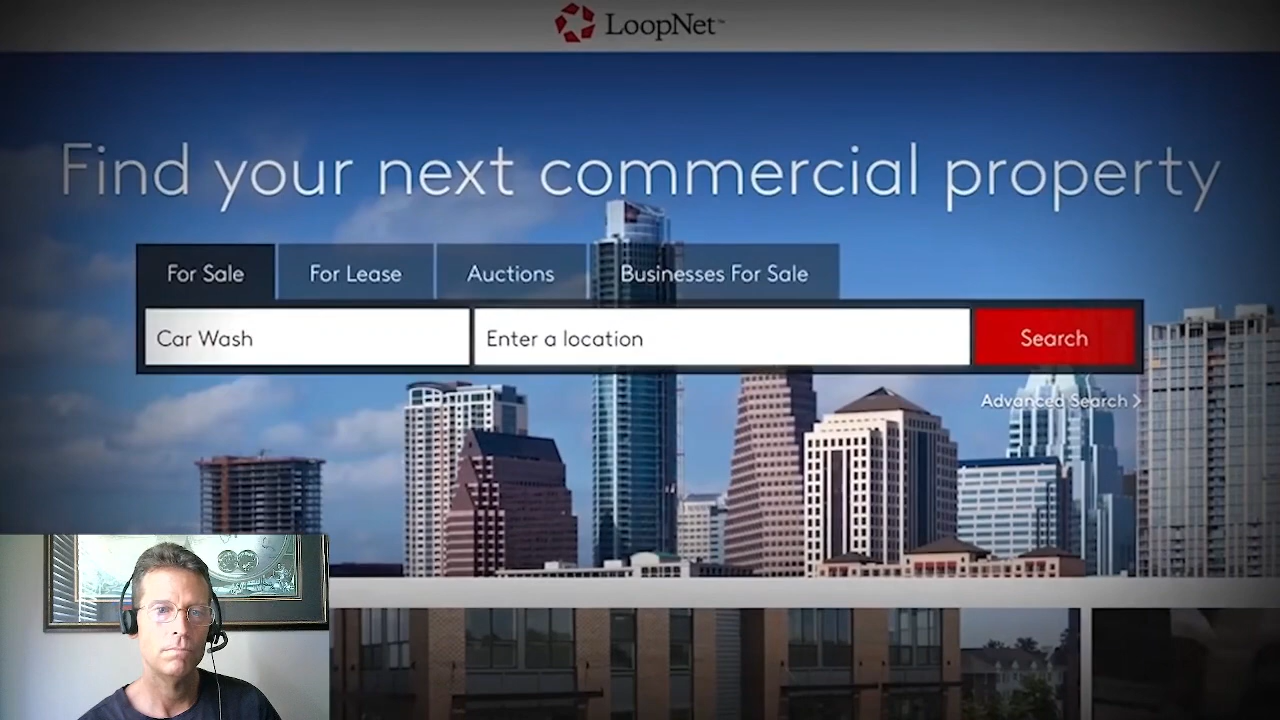 LoopNet™
Find your next commercial property
For Sale
For Lease
Auctions
Businesses For Sale
Car Wash
Enter a location
Search
Advanced Search >